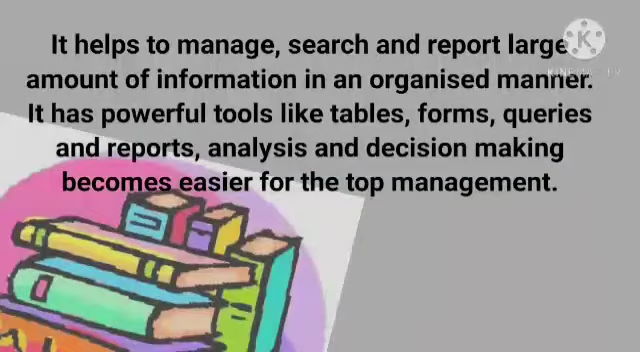 It helps to manage, search and report large
amount of information in an organised manner.
It has powerful tools like tables, forms, queries
and reports, analysis and decision making
becomes easier for the top management.